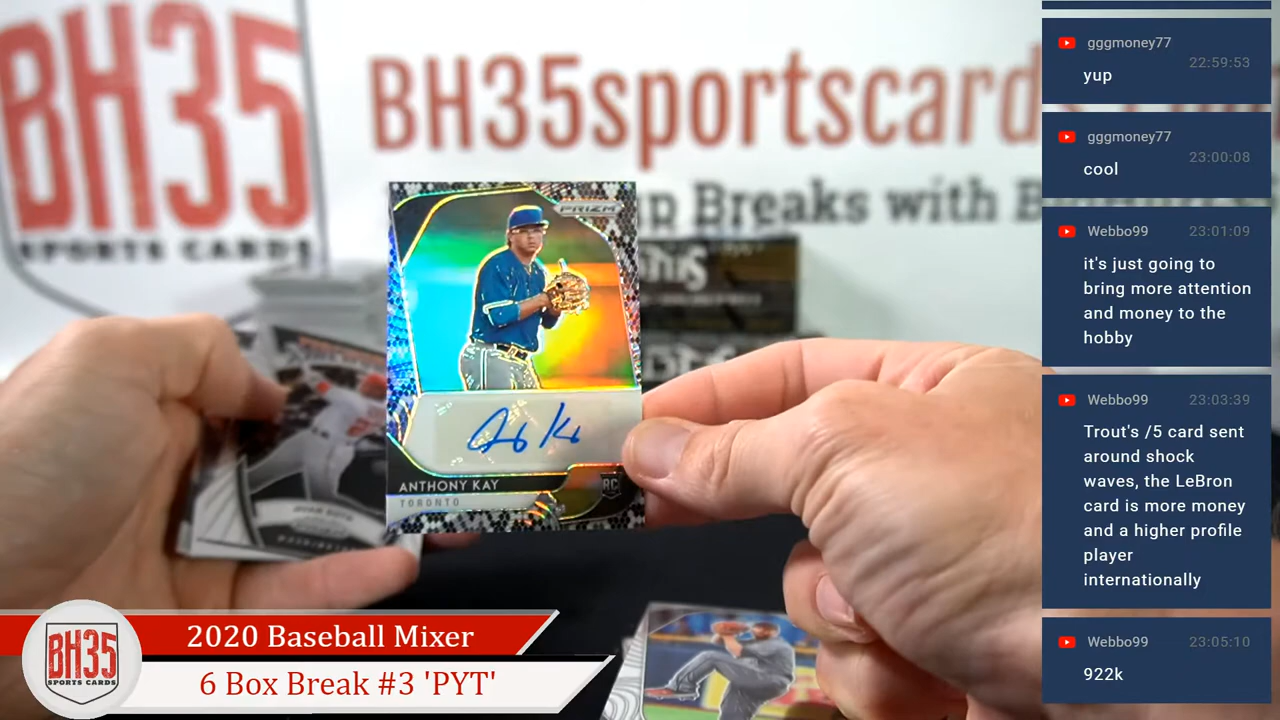 BH35
SPORTS CARDS
BH35sportscard
Breaks with B
PRIZM
ANTHONY KAY
RC
TORONTO
BH35
SPORTS CARDS
2020 Baseball Mixer
6 Box Break #3 'PYT'
gggmoney77
22:59:53
yup
gggmoney77
23:00:08
cool
Webbo99 23:01:09
it's just going to
bring more attention
and money to the
hobby
Webbo99 23:03:39
Trout's /5 card sent
around shock
waves, the LeBron
card is more money
and a higher profile
player
internationally
Webbo99 23:05:10
922k